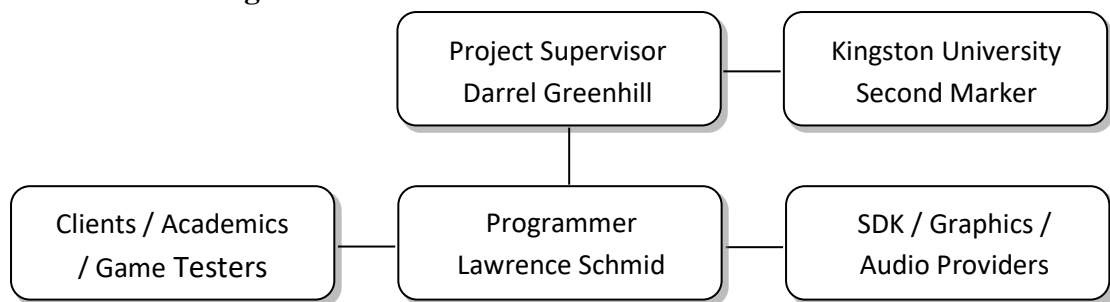 Project Supervisor
Darrel Greenhill
Kingston University
Second Marker
Clients / Academics
/ Game Testers
Programmer
Lawrence Schmid
SDK / Graphics /
Audio Providers